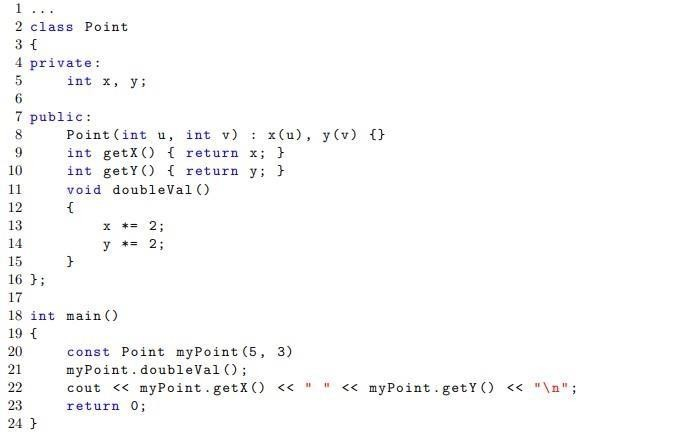 1 ...
2 class Point
3 {
4 private:
5     int x, y;
6
7 public:
8     Point(int u, int v) : x(u), y(v) {}
9     int getX() { return x; }
10     int getY() { return y; }
11     void doubleVal()
12     {
13         x *= 2;
14         y *= 2;
15     }
16 };
17
18 int main()
19 {
20     const Point myPoint(5, 3)
21     myPoint.doubleVal();
22     cout << myPoint.getX() << " " << myPoint.getY() << "\n";
23     return 0;
24 }